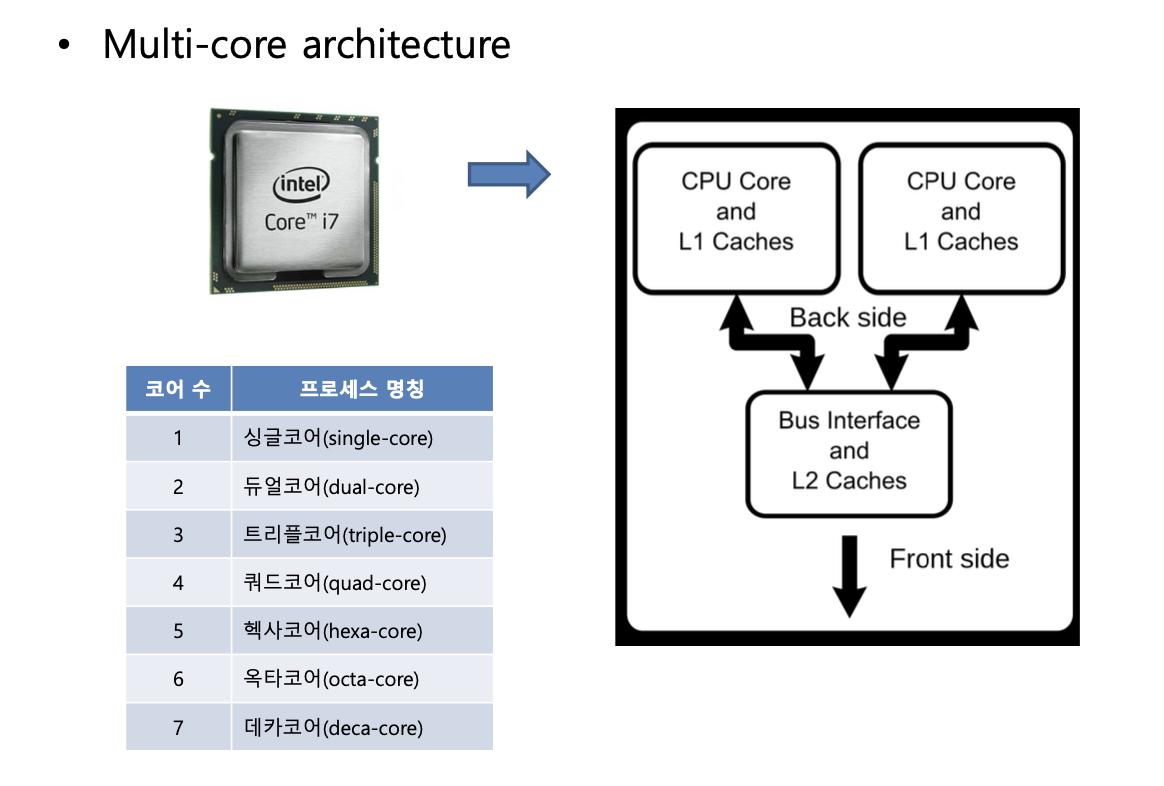 • Multi-core architecture
intel
Core™ i7
코어 수 프로세스 명칭
1 싱글코어(single-core)
2 듀얼코어(dual-core)
3 트리플코어(triple-core)
4 쿼드코어(quad-core)
5 헥사코어(hexa-core)
6 옥타코어(octa-core)
7 데카코어(deca-core)
CPU Core
and
L1 Caches
CPU Core
and
L1 Caches
Back side
Bus Interface
and
L2 Caches
Front side